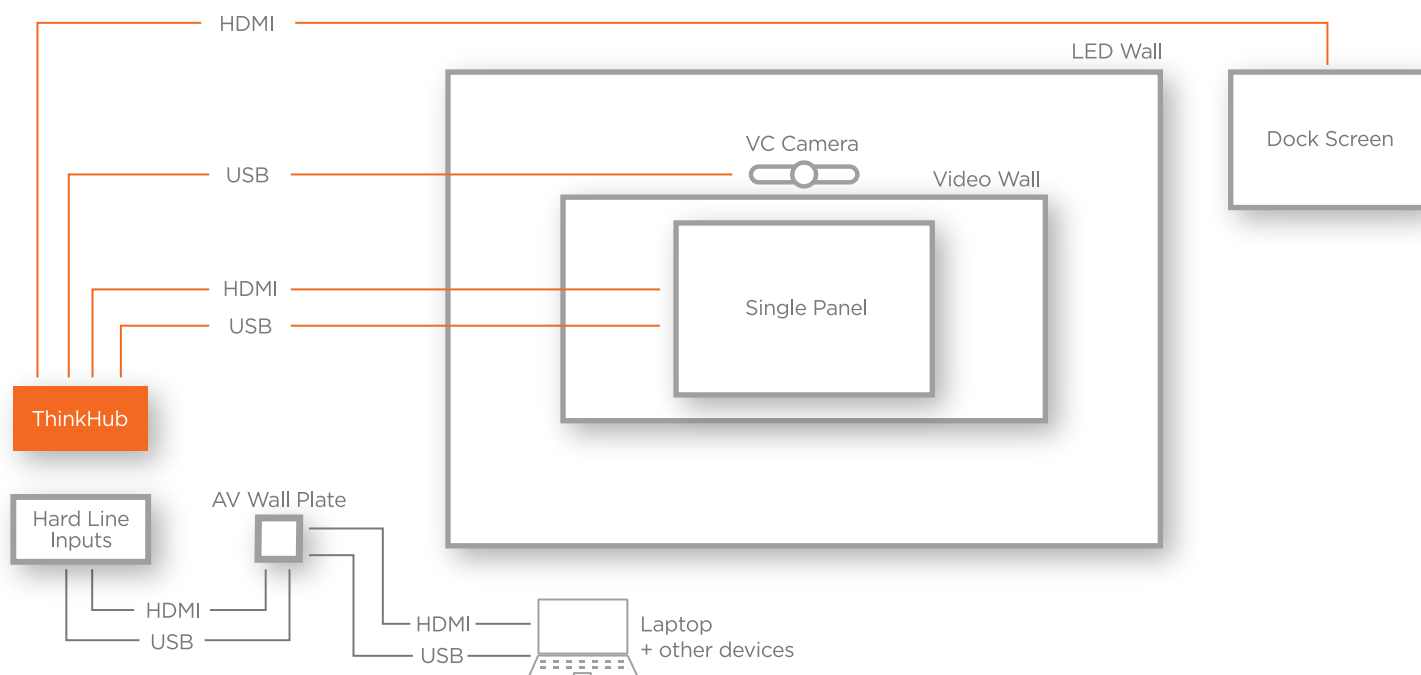 HDMI
LED Wall
Dock Screen
VC Camera
USB
Video Wall
HDMI
Single Panel
USB
ThinkHub
AV Wall Plate
Hard Line
Inputs
HDMI
USB
HDMI
USB
Laptop
+ other devices